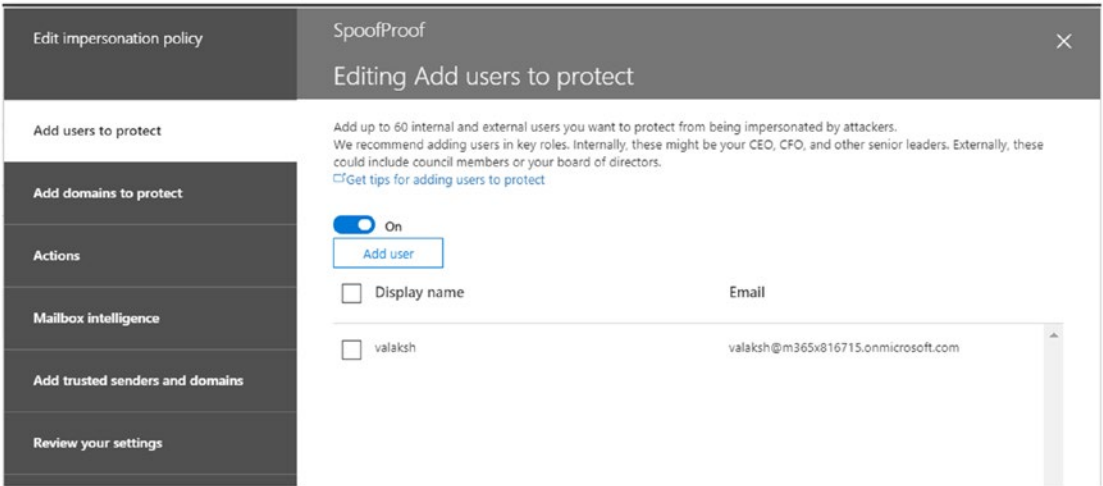 Edit impersonation policy
SpoofProof
Editing Add users to protect
Add users to protect
Add domains to protect
Actions
Mailbox intelligence
Add trusted senders and domains
Review your settings
Add up to 60 internal and external users you want to protect from being impersonated by attackers.
We recommend adding users in key roles. Internally, these might be your CEO, CFO, and other senior leaders. Externally, these
could include council members or your board of directors.
Get tips for adding users to protect
On
Add user
Display name Email
valaksh valaksh@m365x816715.onmicrosoft.com